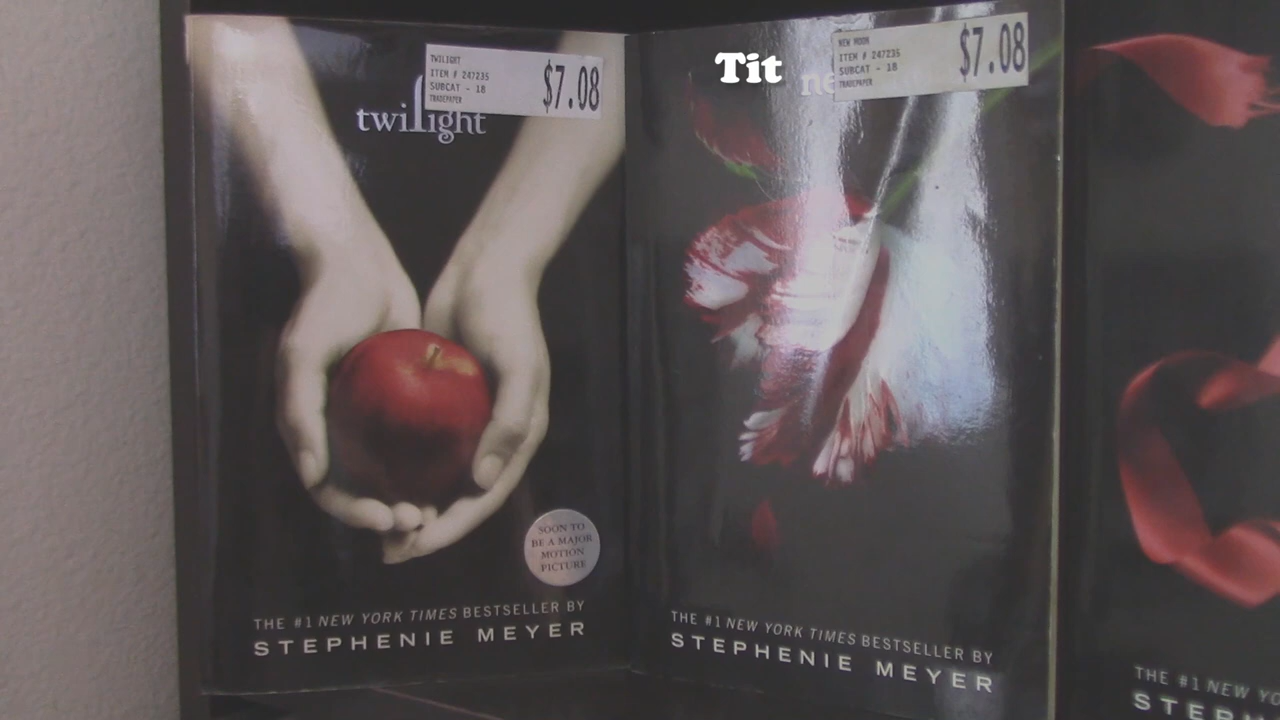 TWILIGHT
ITEM # 247235
SUBCAT - 18
TRADEPAPER
$7.08
twilight
SOON TO
BE A MAJOR
MOTION
PICTURE
THE #1 NEW YORK TIMES BESTSELLER BY
STEPHENIE MEYER
Tit
NEW MOON
ITEM # 247235
SUBCAT - 18
TRADEPAPER
$7.08
ne
THE #1 NEW YORK TIMES BESTSELLER BY
STEPHENIE MEYER
THE #1 NEW YO
STEP